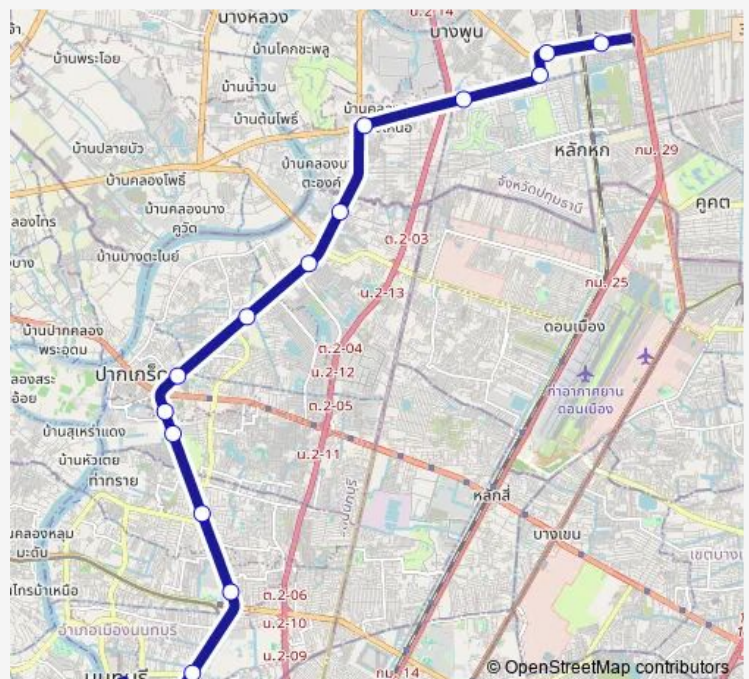 น.2-14
บางหลวง
บางพูน
บ้านโคกชะพลู
บ้านพระโอย
บ้านน้ำวน
บ้านต้นโพธิ์
บ้านปลายบัว
หลักหก
กม. 29
บ้านคลองบา
ตะองค์
บ้านคลองโพธิ์
จังหวัดปทุมธานี
คูคต
บ้านคลองบาง
คูวัด
ต.2-03
บ้านบางตะไนย์
กม. 25
น.2-13
ดอนเมือง
บ้านปากคลอง
พระอุดม
ต.2-04
ปากเกร็ด
น.2-12
ท่าอากาศยาน
ดอนเมือง
ต.2-05
บ้านสุเหร่าแดง
น.2-11
บ้านหัวเตย
ท่าทราย
หลักสี่
บางเขน
มะดัน
ต.2-06
น.2-10
อำเภอเมืองนนทบุรี
น.2-09
กม. 14
© OpenStreetMap contributors